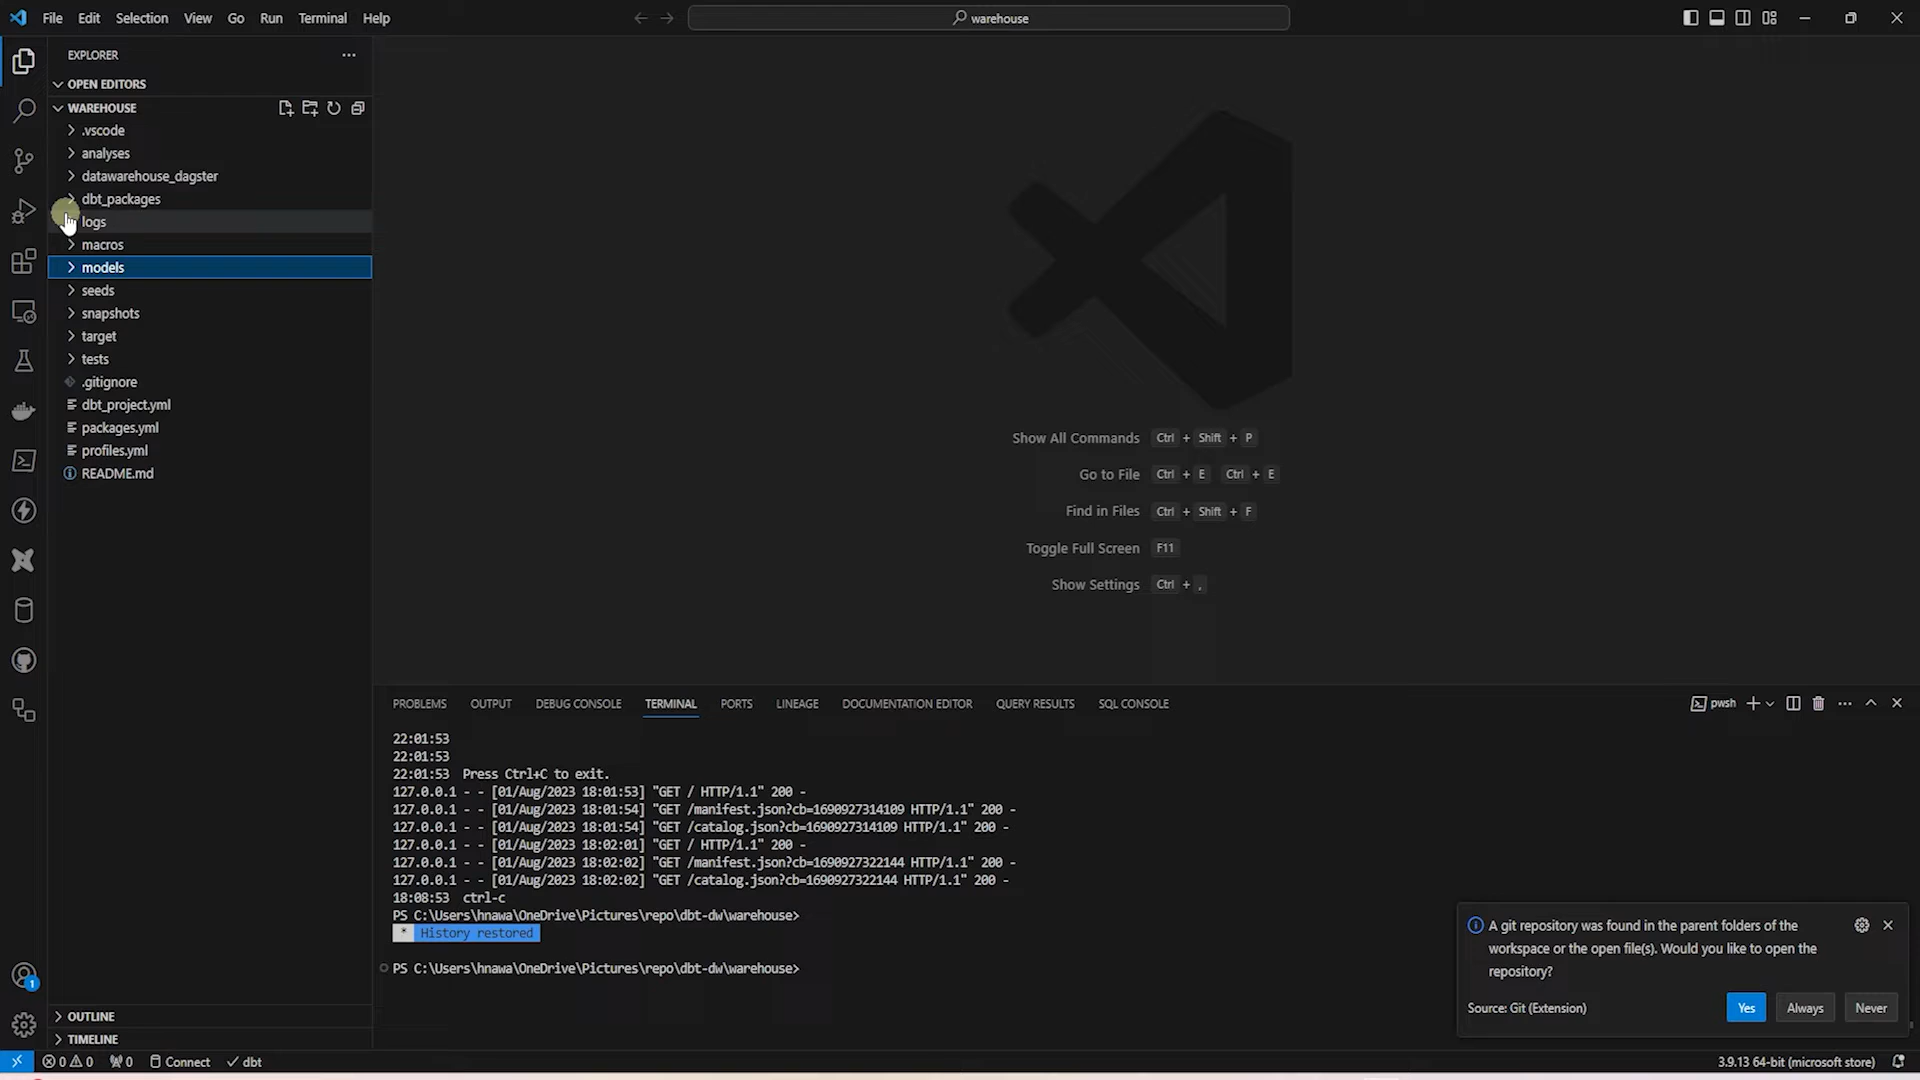 File Edit Selection View Go Run Terminal Help
warehouse
EXPLORER
OPEN EDITORS
WAREHOUSE
.vscode
analyses
datawarehouse_dagster
dbt_packages
logs
macros
models
seeds
snapshots
target
tests
.gitignore
dbt_project.yml
packages.yml
profiles.yml
README.md
OUTLINE
TIMELINE
Show All Commands Ctrl + Shift + P
Go to File Ctrl + E Ctrl + E
Find in Files Ctrl + Shift + F
Toggle Full Screen F11
Show Settings Ctrl + ,
PROBLEMS OUTPUT DEBUG CONSOLE TERMINAL PORTS LINEAGE DOCUMENTATION EDITOR QUERY RESULTS SQL CONSOLE
pwsh
22:01:53
22:01:53
22:01:53 Press Ctrl+C to exit.
127.0.0.1 - - [01/Aug/2023 18:01:53] "GET / HTTP/1.1" 200 -
127.0.0.1 - - [01/Aug/2023 18:01:54] "GET /manifest.json?cb=1690927314109 HTTP/1.1" 200 -
127.0.0.1 - - [01/Aug/2023 18:01:54] "GET /catalog.json?cb=1690927314109 HTTP/1.1" 200 -
127.0.0.1 - - [01/Aug/2023 18:02:01] "GET / HTTP/1.1" 200 -
127.0.0.1 - - [01/Aug/2023 18:02:02] "GET /manifest.json?cb=1690927322144 HTTP/1.1" 200 -
127.0.0.1 - - [01/Aug/2023 18:02:02] "GET /catalog.json?cb=1690927322144 HTTP/1.1" 200 -
18:08:53 ctrl-c
PS C:\Users\hnawa\OneDrive\Pictures\repo\dbt-dw\warehouse>
* History restored
PS C:\Users\hnawa\OneDrive\Pictures\repo\dbt-dw\warehouse>
A git repository was found in the parent folders of the
workspace or the open file(s). Would you like to open the
repository?
Source: Git (Extension)
Yes Always Never
1
0 0 0 Connect dbt
3.9.13 64-bit (microsoft store)